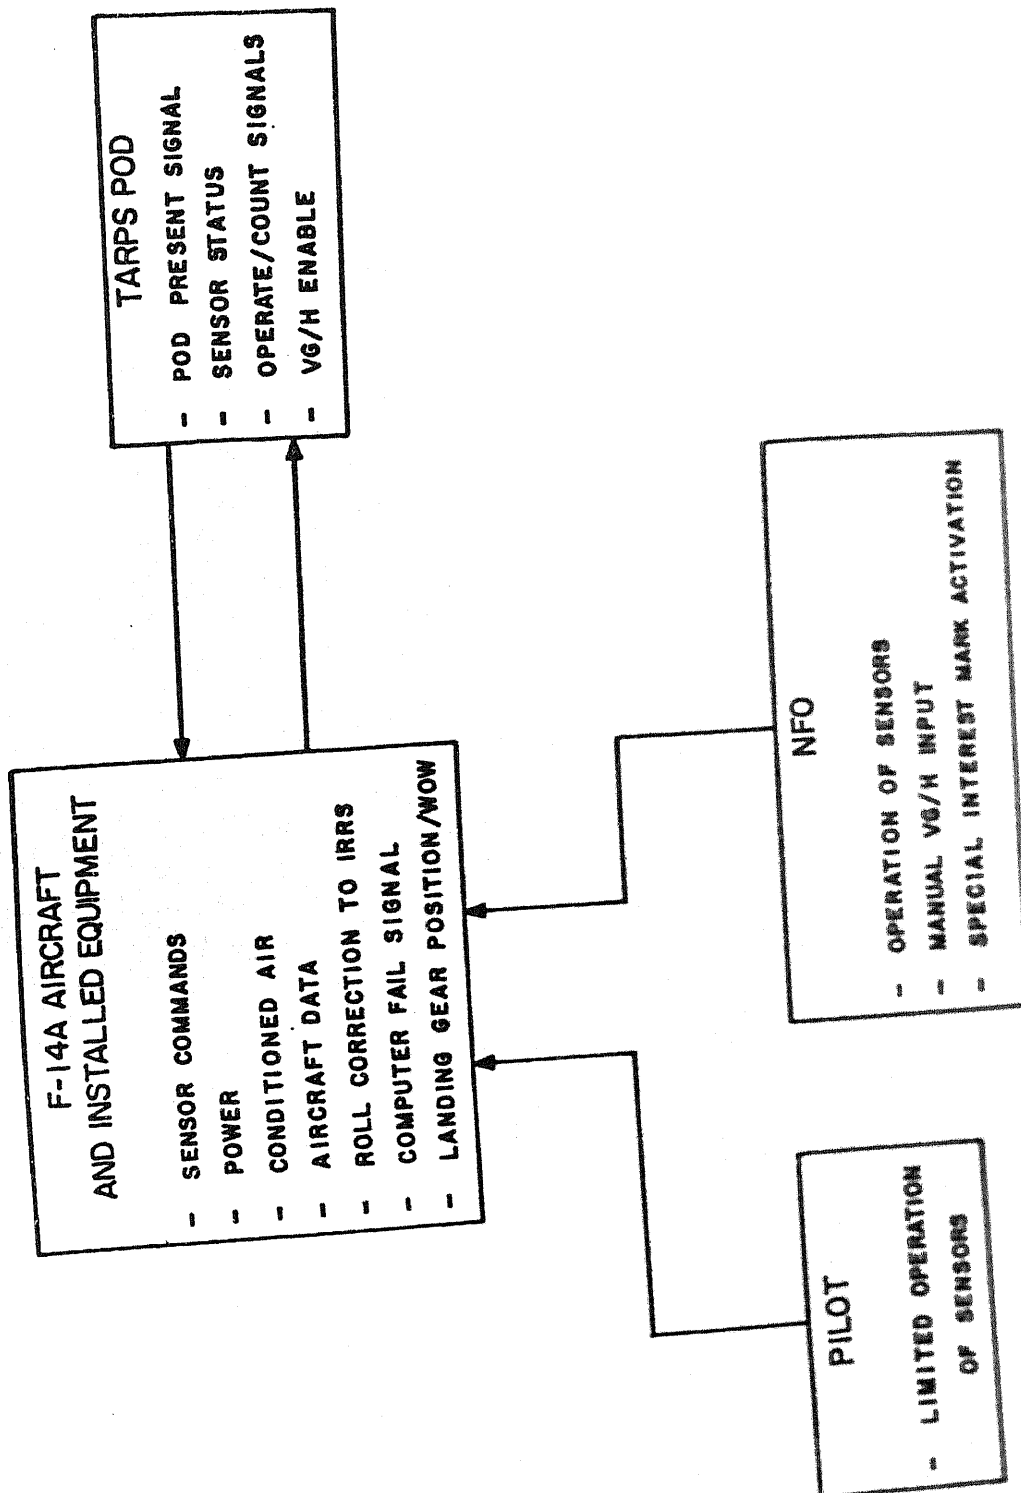 F-14A AIRCRAFT
AND INSTALLED EQUIPMENT
- SENSOR COMMANDS
- POWER
- CONDITIONED AIR
- AIRCRAFT DATA
- ROLL CORRECTION TO IRRS
- COMPUTER FAIL SIGNAL
- LANDING GEAR POSITION/WOW
TARPS POD
- POD PRESENT SIGNAL
- SENSOR STATUS
- OPERATE/COUNT SIGNALS
- VG/H ENABLE
PILOT
- LIMITED OPERATION
OF SENSORS
NFO
- OPERATION OF SENSORS
- MANUAL VG/H INPUT
- SPECIAL INTEREST MARK ACTIVATION